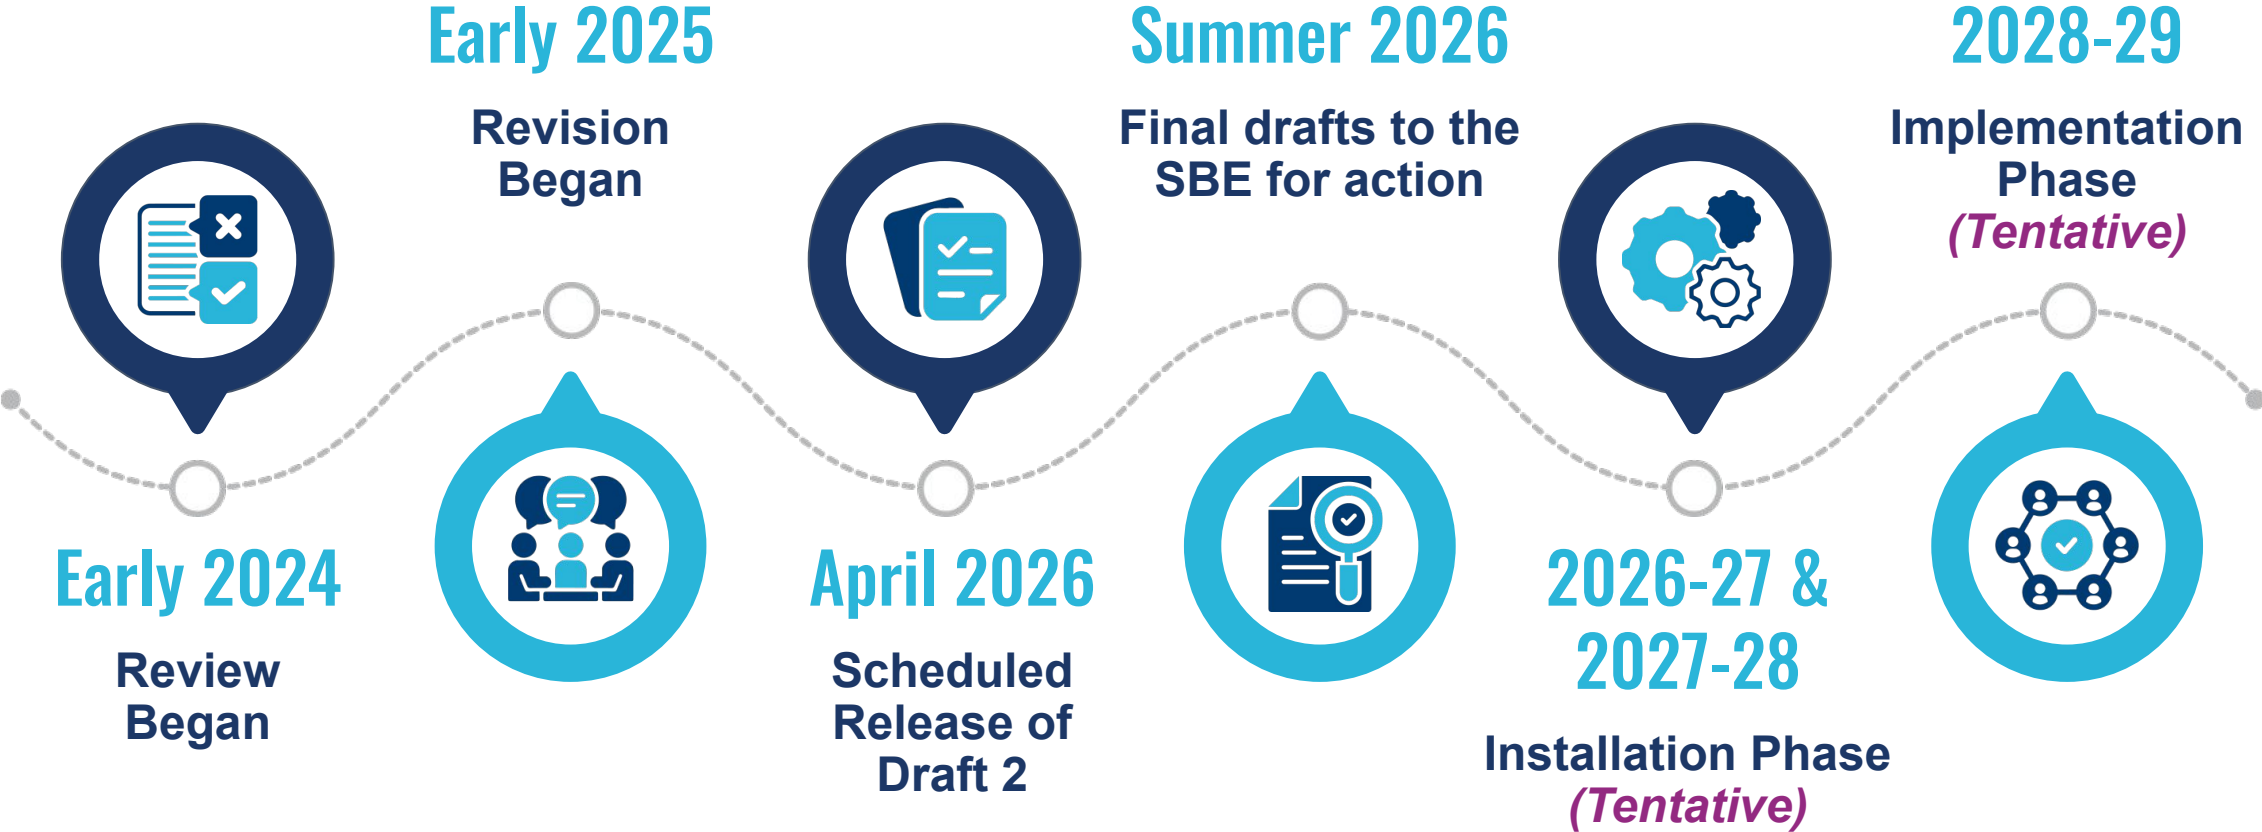 Early 2024
Review
Began
Early 2025
Revision
Began
April 2026
Scheduled
Release of
Draft 2
Summer 2026
Final drafts to the
SBE for action
2026-27 &
2027-28
Installation Phase
(Tentative)
2028-29
Implementation
Phase
(Tentative)